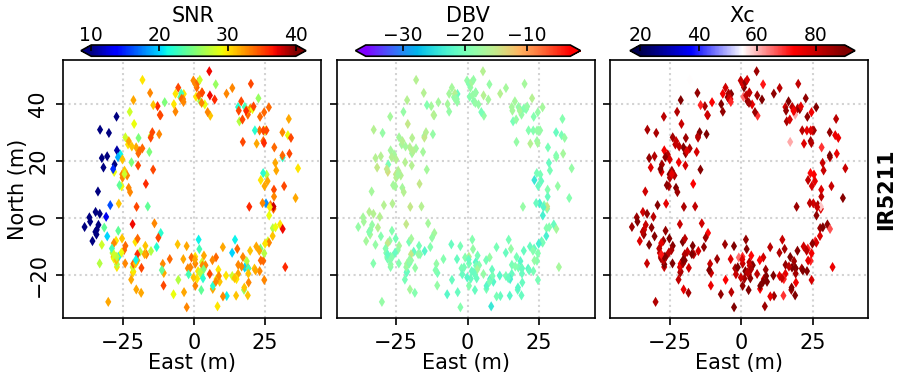 SNR DBV Xc
10 20 30 40 −30 −20 −10 20 40 60 80
North (m)
40
20
0
−20
IR5211
−25 0 25 −25 0 25 −25 0 25
East (m) East (m) East (m)